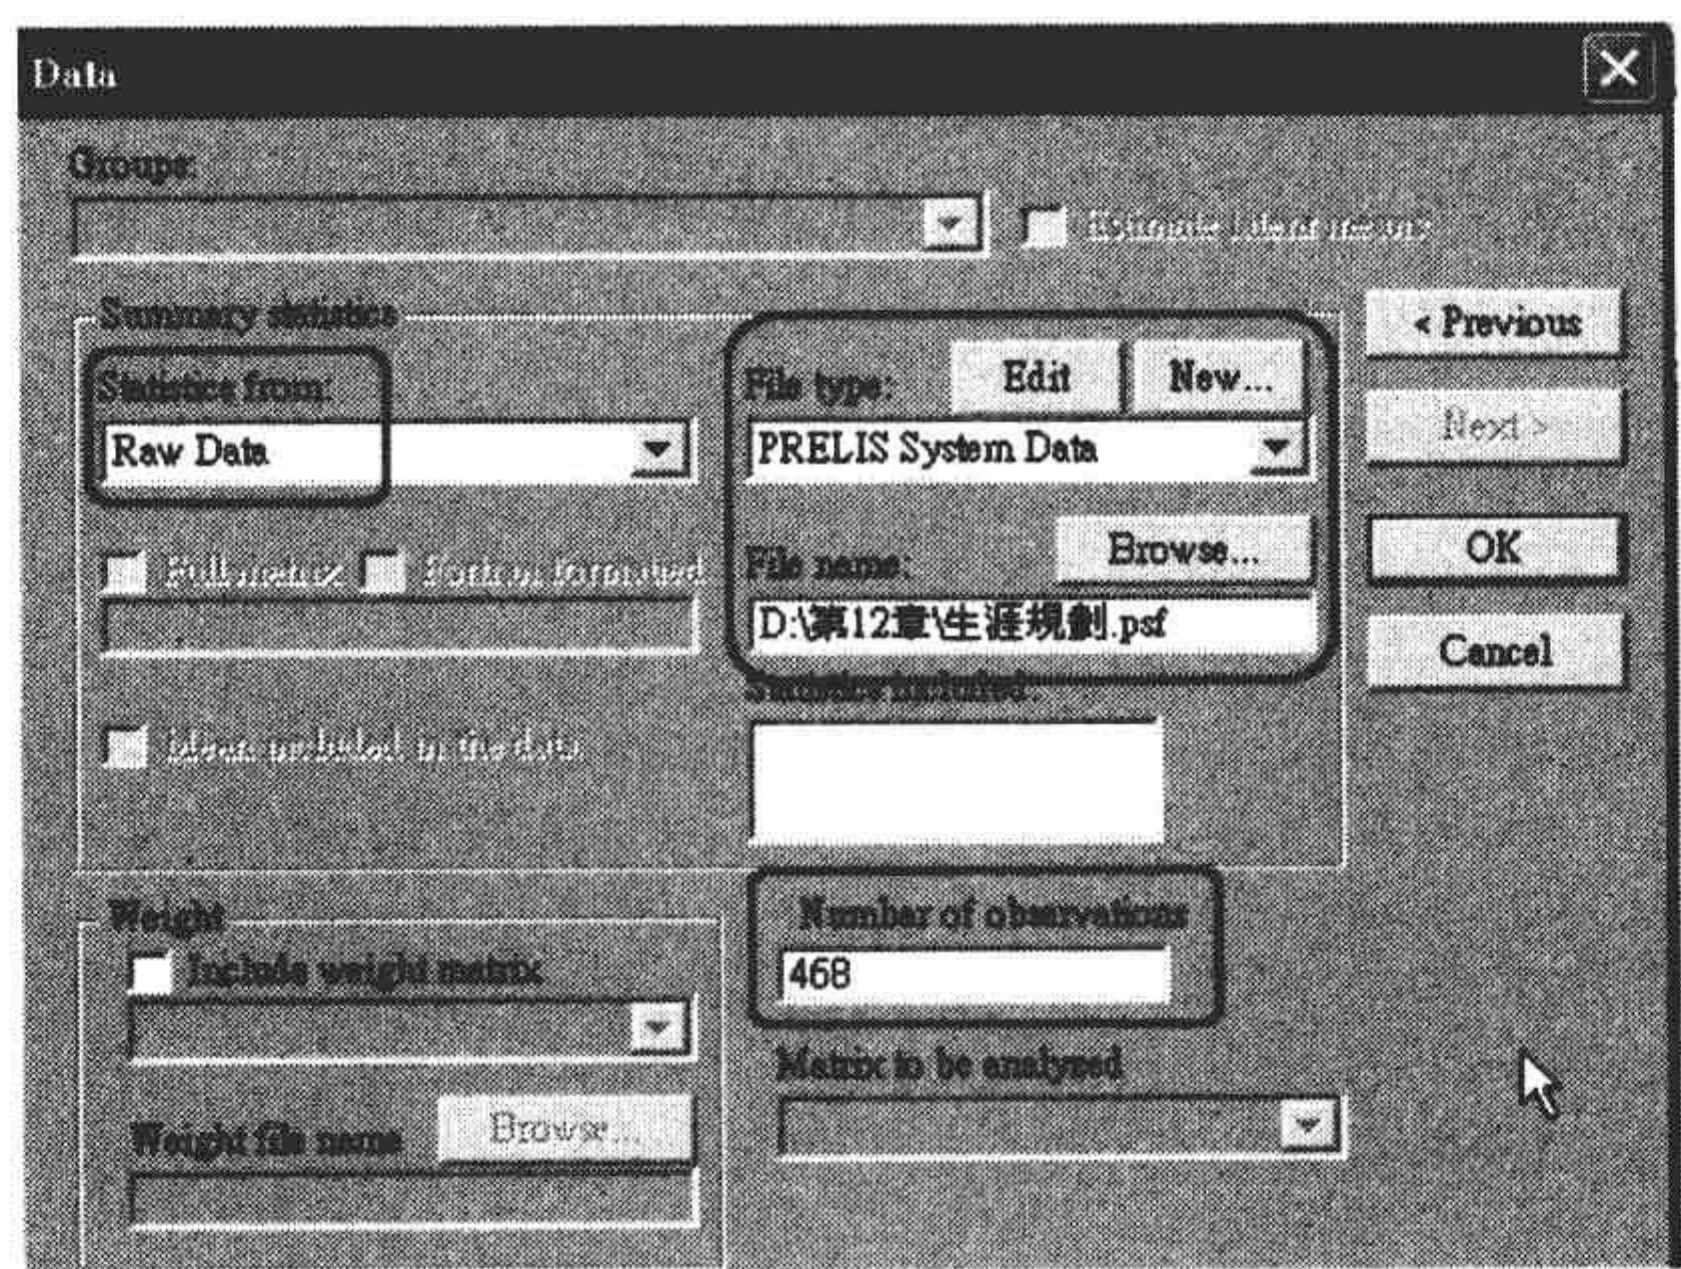 Data
Groups:
Estimate latent means
Summary statistics
Statistics from:
File type:
Edit
New...
< Previous
Raw Data
PRELIS System Data
Next >
Full matrix
Fortran formatted
File name:
Browse...
OK
D:\第12章\生涯規劃.psf
Cancel
Statistics included:
Mean included in the data
Weight
Number of observations
Include weight matrix
468
Matrix to be analyzed
Weight file name
Browse...